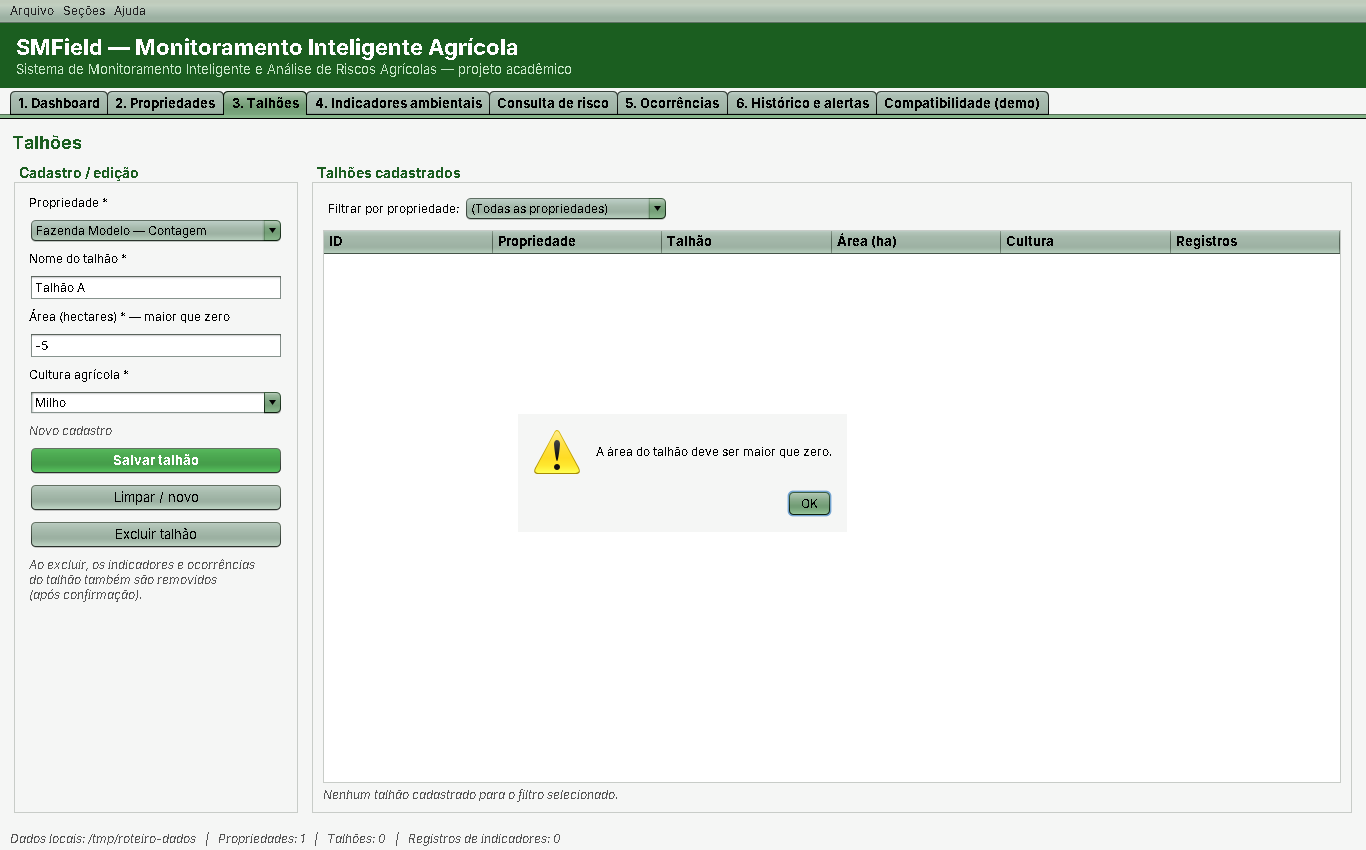 Arquivo Seções Ajuda
SMField — Monitoramento Inteligente Agrícola
Sistema de Monitoramento Inteligente e Análise de Riscos Agrícolas — projeto acadêmico
1. Dashboard 2. Propriedades 3. Talhões 4. Indicadores ambientais Consulta de risco 5. Ocorrências 6. Histórico e alertas Compatibilidade (demo)
Talhões
Cadastro / edição
Propriedade *
Fazenda Modelo — Contagem
Nome do talhão *
Talhão A
Área (hectares) * — maior que zero
-5
Cultura agrícola *
Milho
Novo cadastro
Salvar talhão
Limpar / novo
Excluir talhão
Ao excluir, os indicadores e ocorrências
do talhão também são removidos
(após confirmação).
Talhões cadastrados
Filtrar por propriedade: (Todas as propriedades)
ID Propriedade Talhão Área (ha) Cultura Registros
A área do talhão deve ser maior que zero.
OK
Nenhum talhão cadastrado para o filtro selecionado.
Dados locais: /tmp/roteiro-dados | Propriedades: 1 | Talhões: 0 | Registros de indicadores: 0